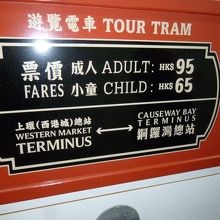 遊覽電車 TOUR TRAM
票價 成人 ADULT: HK$ 95
FARES 小童 CHILD: HK$ 65
上環(西港城)總站
WESTERN MARKET
TERMINUS
CAUSEWAY BAY
TERMINUS
銅鑼灣總站